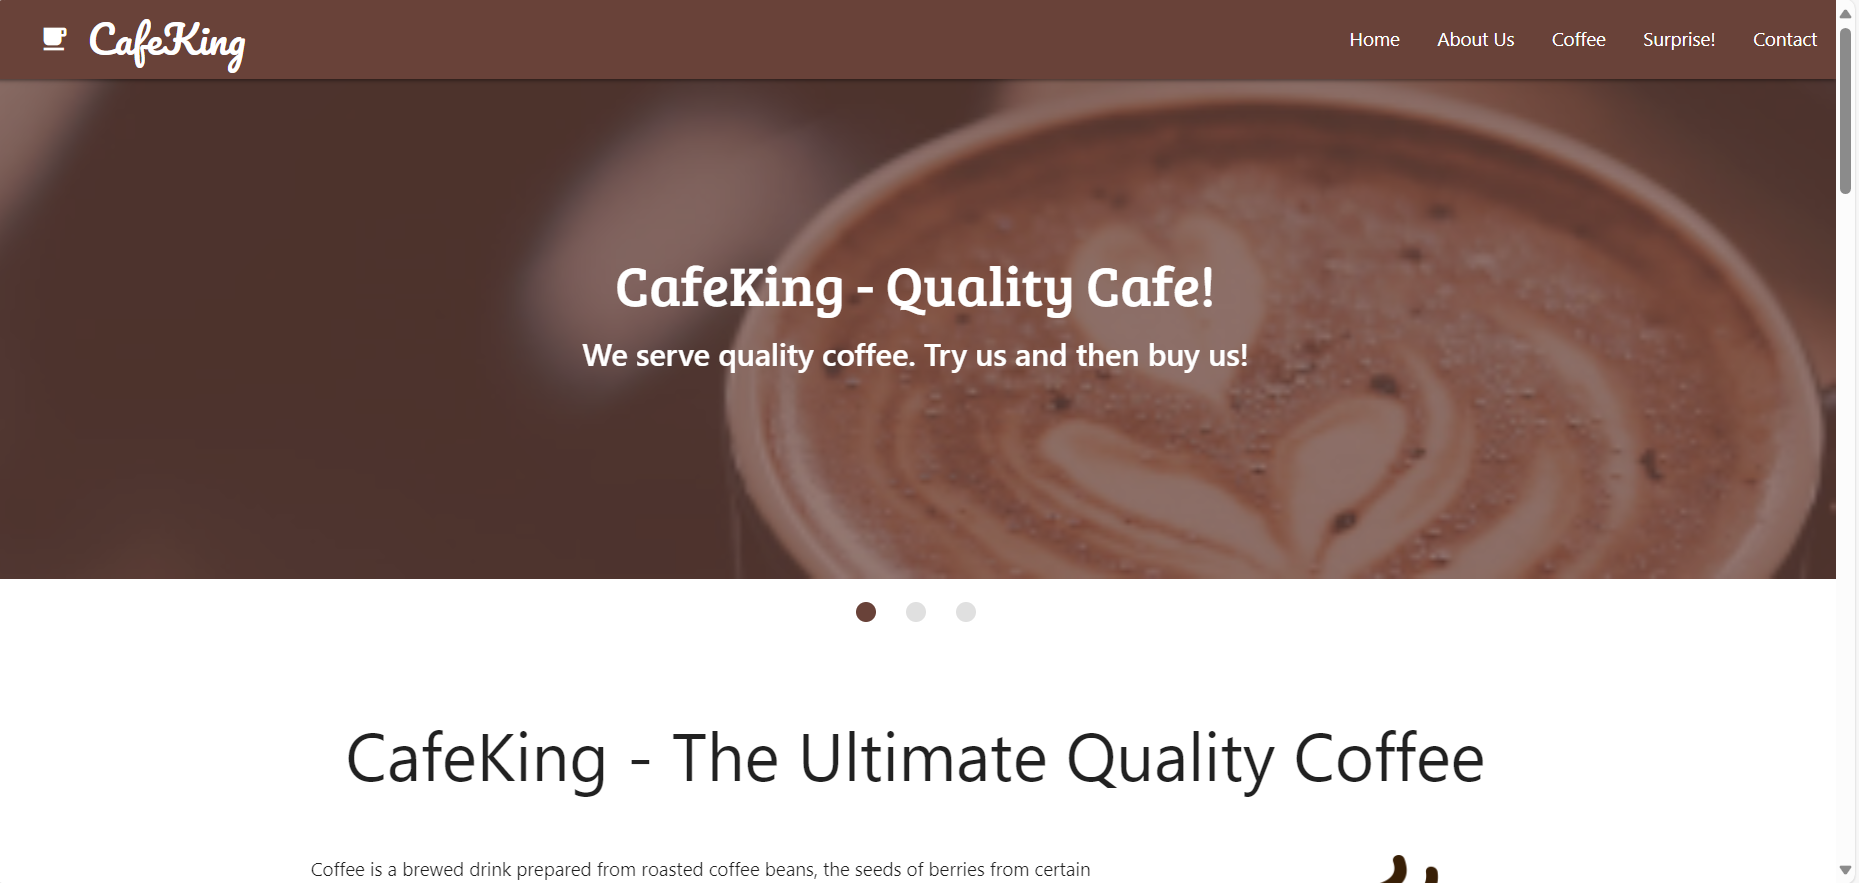 CafeKing
Home About Us Coffee Surprise! Contact
CafeKing - Quality Cafe!
We serve quality coffee. Try us and then buy us!
CafeKing - The Ultimate Quality Coffee
Coffee is a brewed drink prepared from roasted coffee beans, the seeds of berries from certain